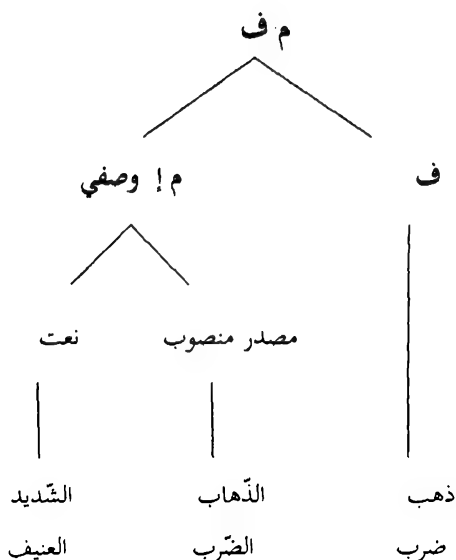 م ف
ف م إ وصفي
مصدر منصوب نعت
ذهب الذّهاب الشّديد
ضرب الضّرب العنيف